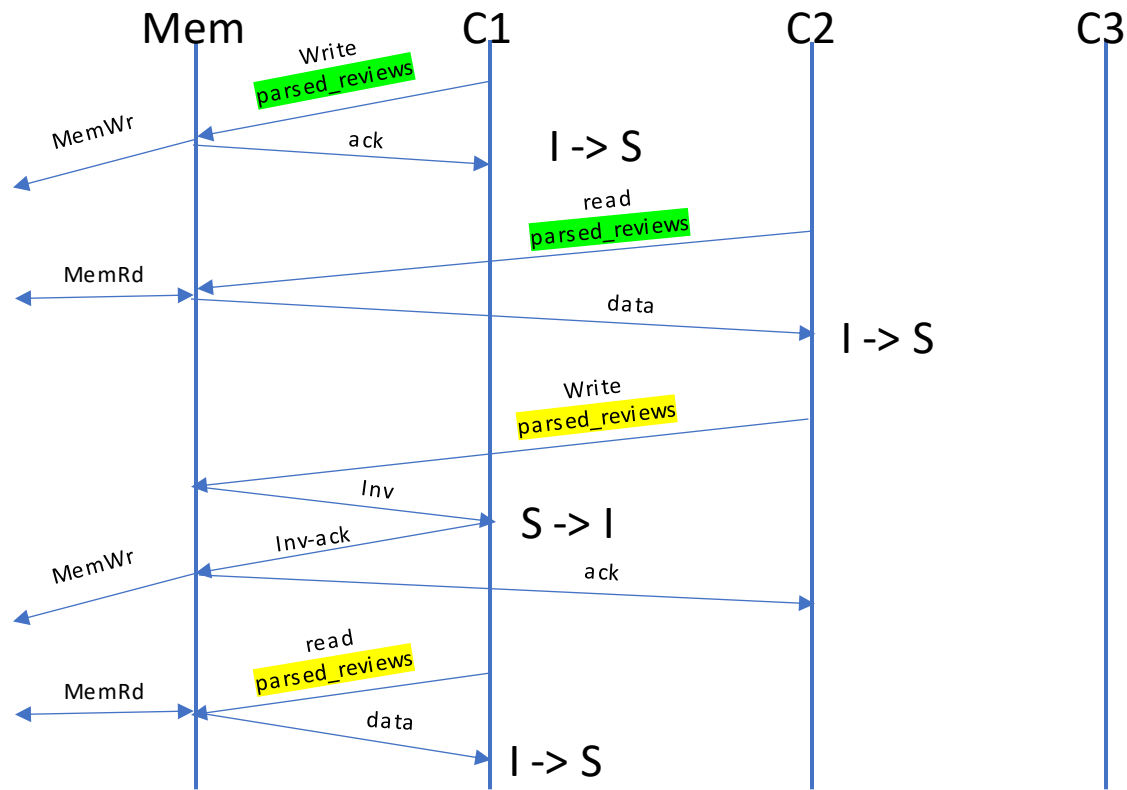 Mem C1 C2 C3
Write
parsed_reviews
MemWr
ack
I -> S
read
parsed_reviews
MemRd
data
I -> S
Write
parsed_reviews
Inv
S -> I
Inv-ack
MemWr
ack
read
parsed_reviews
MemRd
data
I -> S